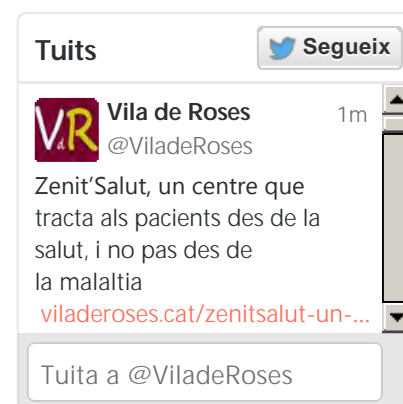 Tuits
Segueix
VdR
Vila de Roses 1m
@ViladeRoses
Zenit'Salut, un centre que
tracta als pacients des de la
salut, i no pas des de
la malaltia
viladeroses.cat/zenitsalut-un-...
Tuita a @ViladeRoses